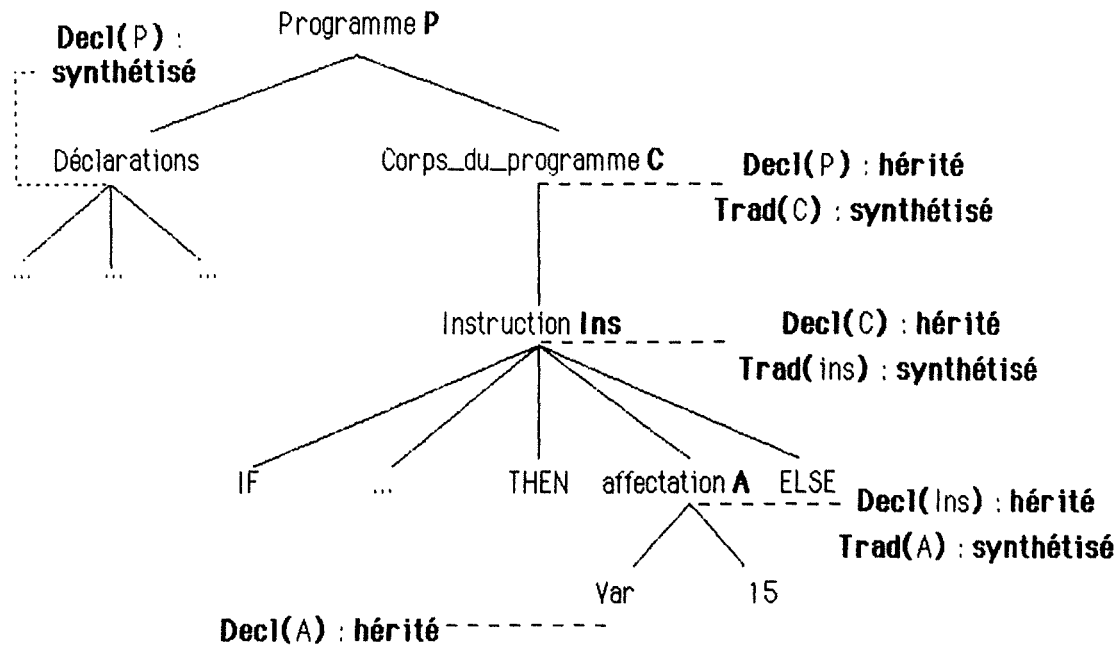 Programme P
Decl(P) :
synthétisé
Déclarations
Corps_du_programme C
Decl(P) : hérité
Trad(C) : synthétisé
... ... ...
Instruction Ins
Decl(C) : hérité
Trad(ins) : synthétisé
IF ... THEN affectation A ELSE
Decl(Ins) : hérité
Trad(A) : synthétisé
Var 15
Decl(A) : hérité